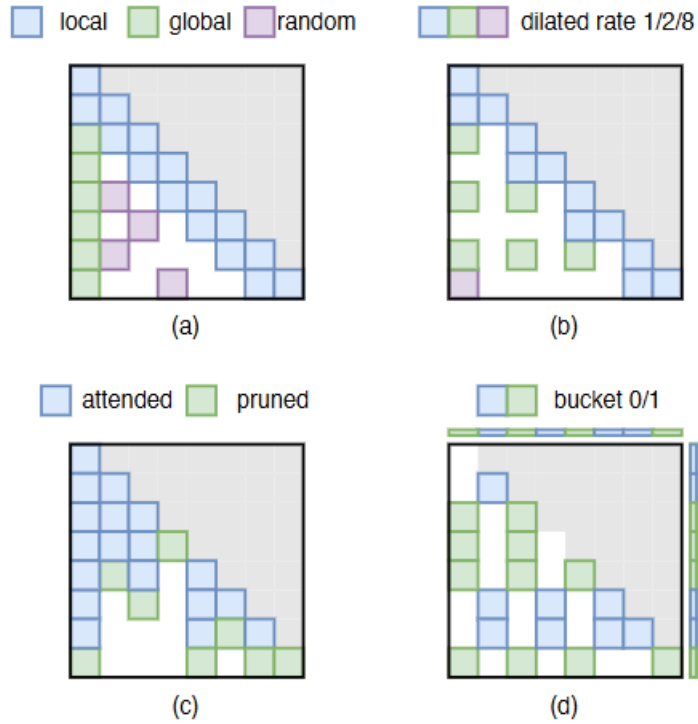 local global random
dilated rate 1/2/8
(a)
(b)
attended pruned
bucket 0/1
(c)
(d)